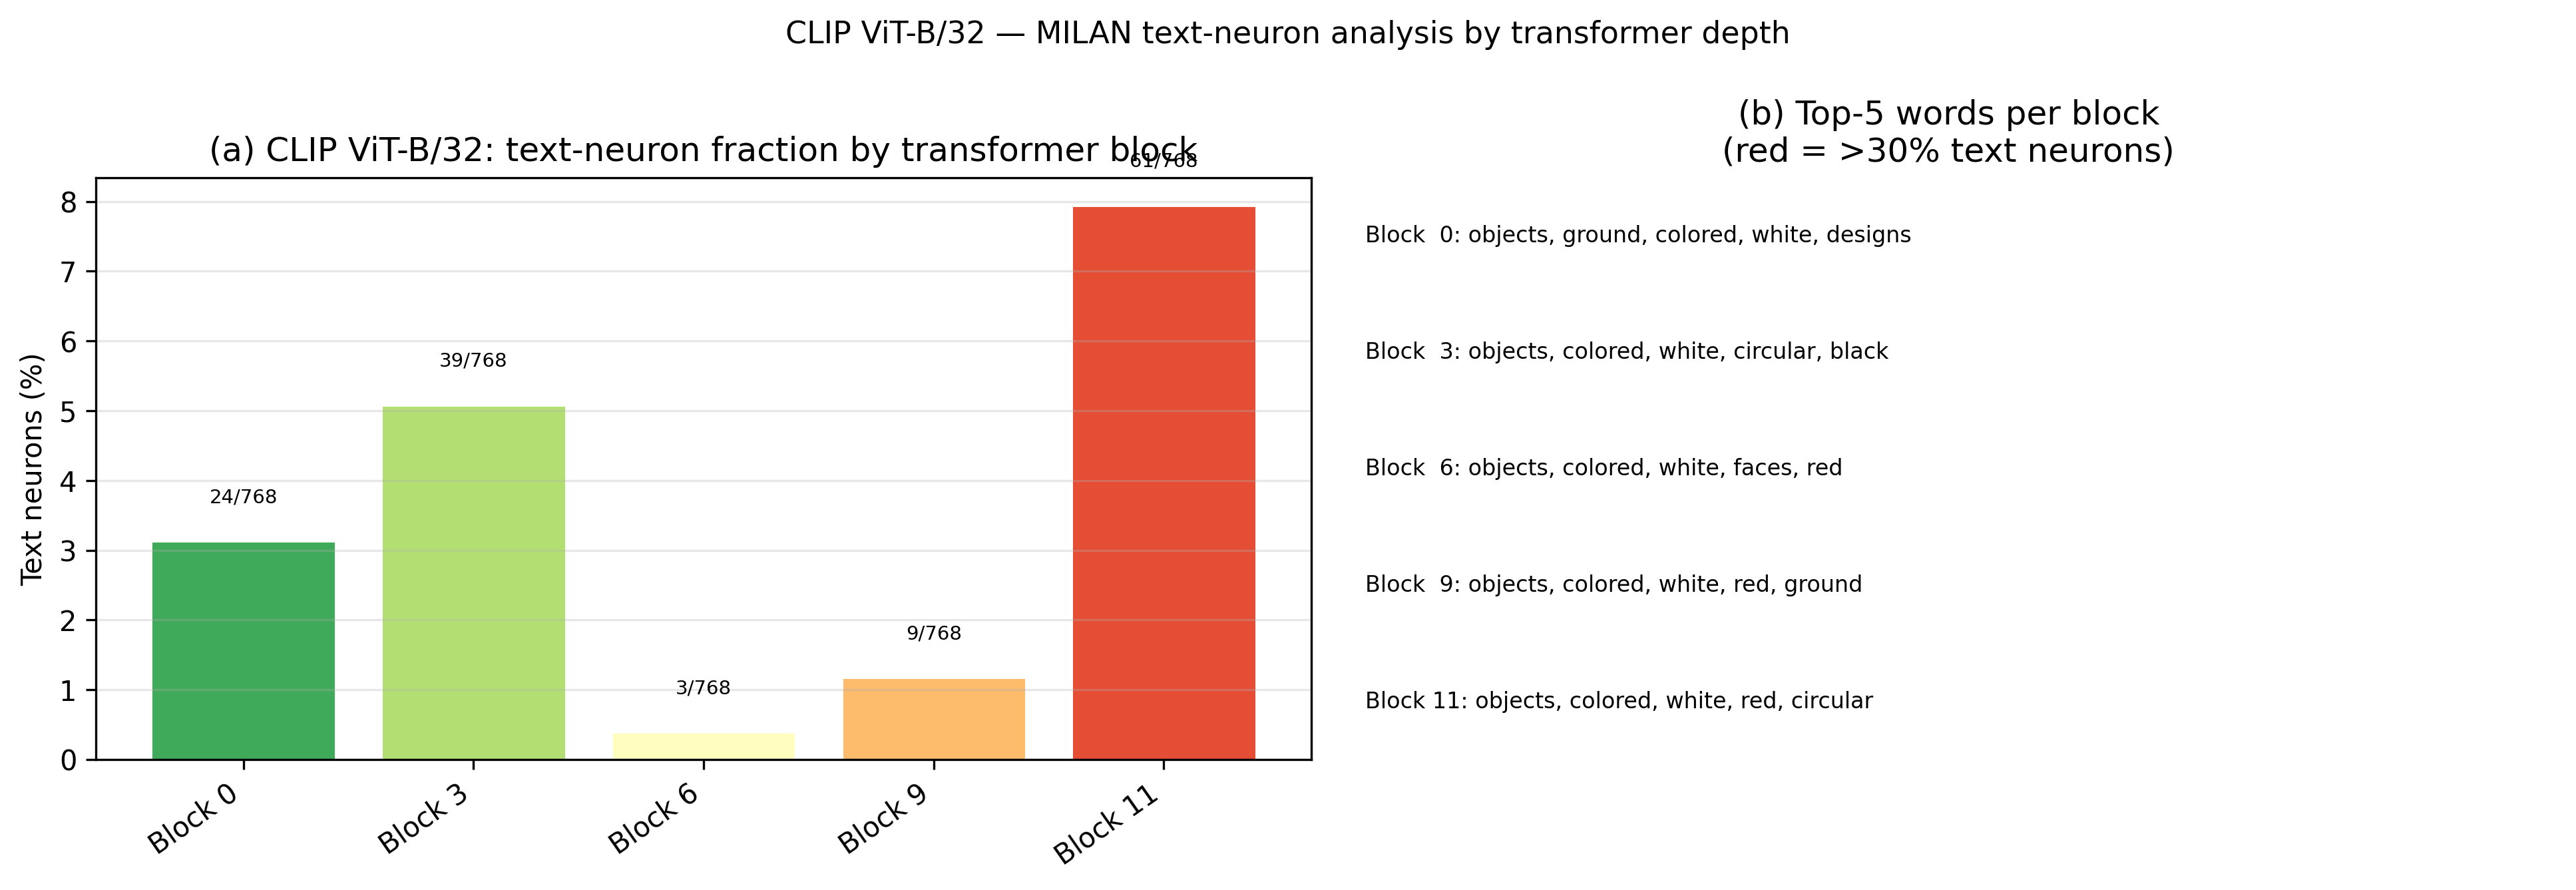 CLIP ViT-B/32 — MILAN text-neuron analysis by transformer depth
(a) CLIP ViT-B/32: text-neuron fraction by transformer block
61/768
8
7
6
5
4
3
2
1
0
Text neurons (%)
24/768
39/768
3/768
9/768
Block 0
Block 3
Block 6
Block 9
Block 11
(b) Top-5 words per block
(red = >30% text neurons)
Block  0: objects, ground, colored, white, designs
Block  3: objects, colored, white, circular, black
Block  6: objects, colored, white, faces, red
Block  9: objects, colored, white, red, ground
Block 11: objects, colored, white, red, circular